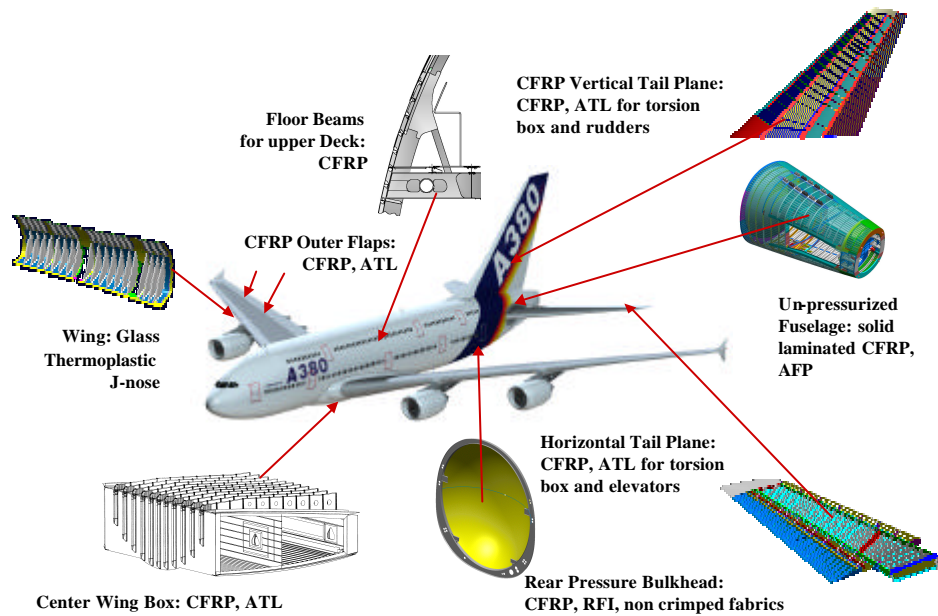 CFRP Vertical Tail Plane:
CFRP, ATL for torsion
box and rudders
Floor Beams
for upper Deck:
CFRP
CFRP Outer Flaps:
CFRP, ATL
Wing: Glass
Thermoplastic
J-nose
A380
A380
Un-pressurized
Fuselage: solid
laminated CFRP,
AFP
Horizontal Tail Plane:
CFRP, ATL for torsion
box and elevators
Rear Pressure Bulkhead:
CFRP, RFI, non crimped fabrics
Center Wing Box: CFRP, ATL